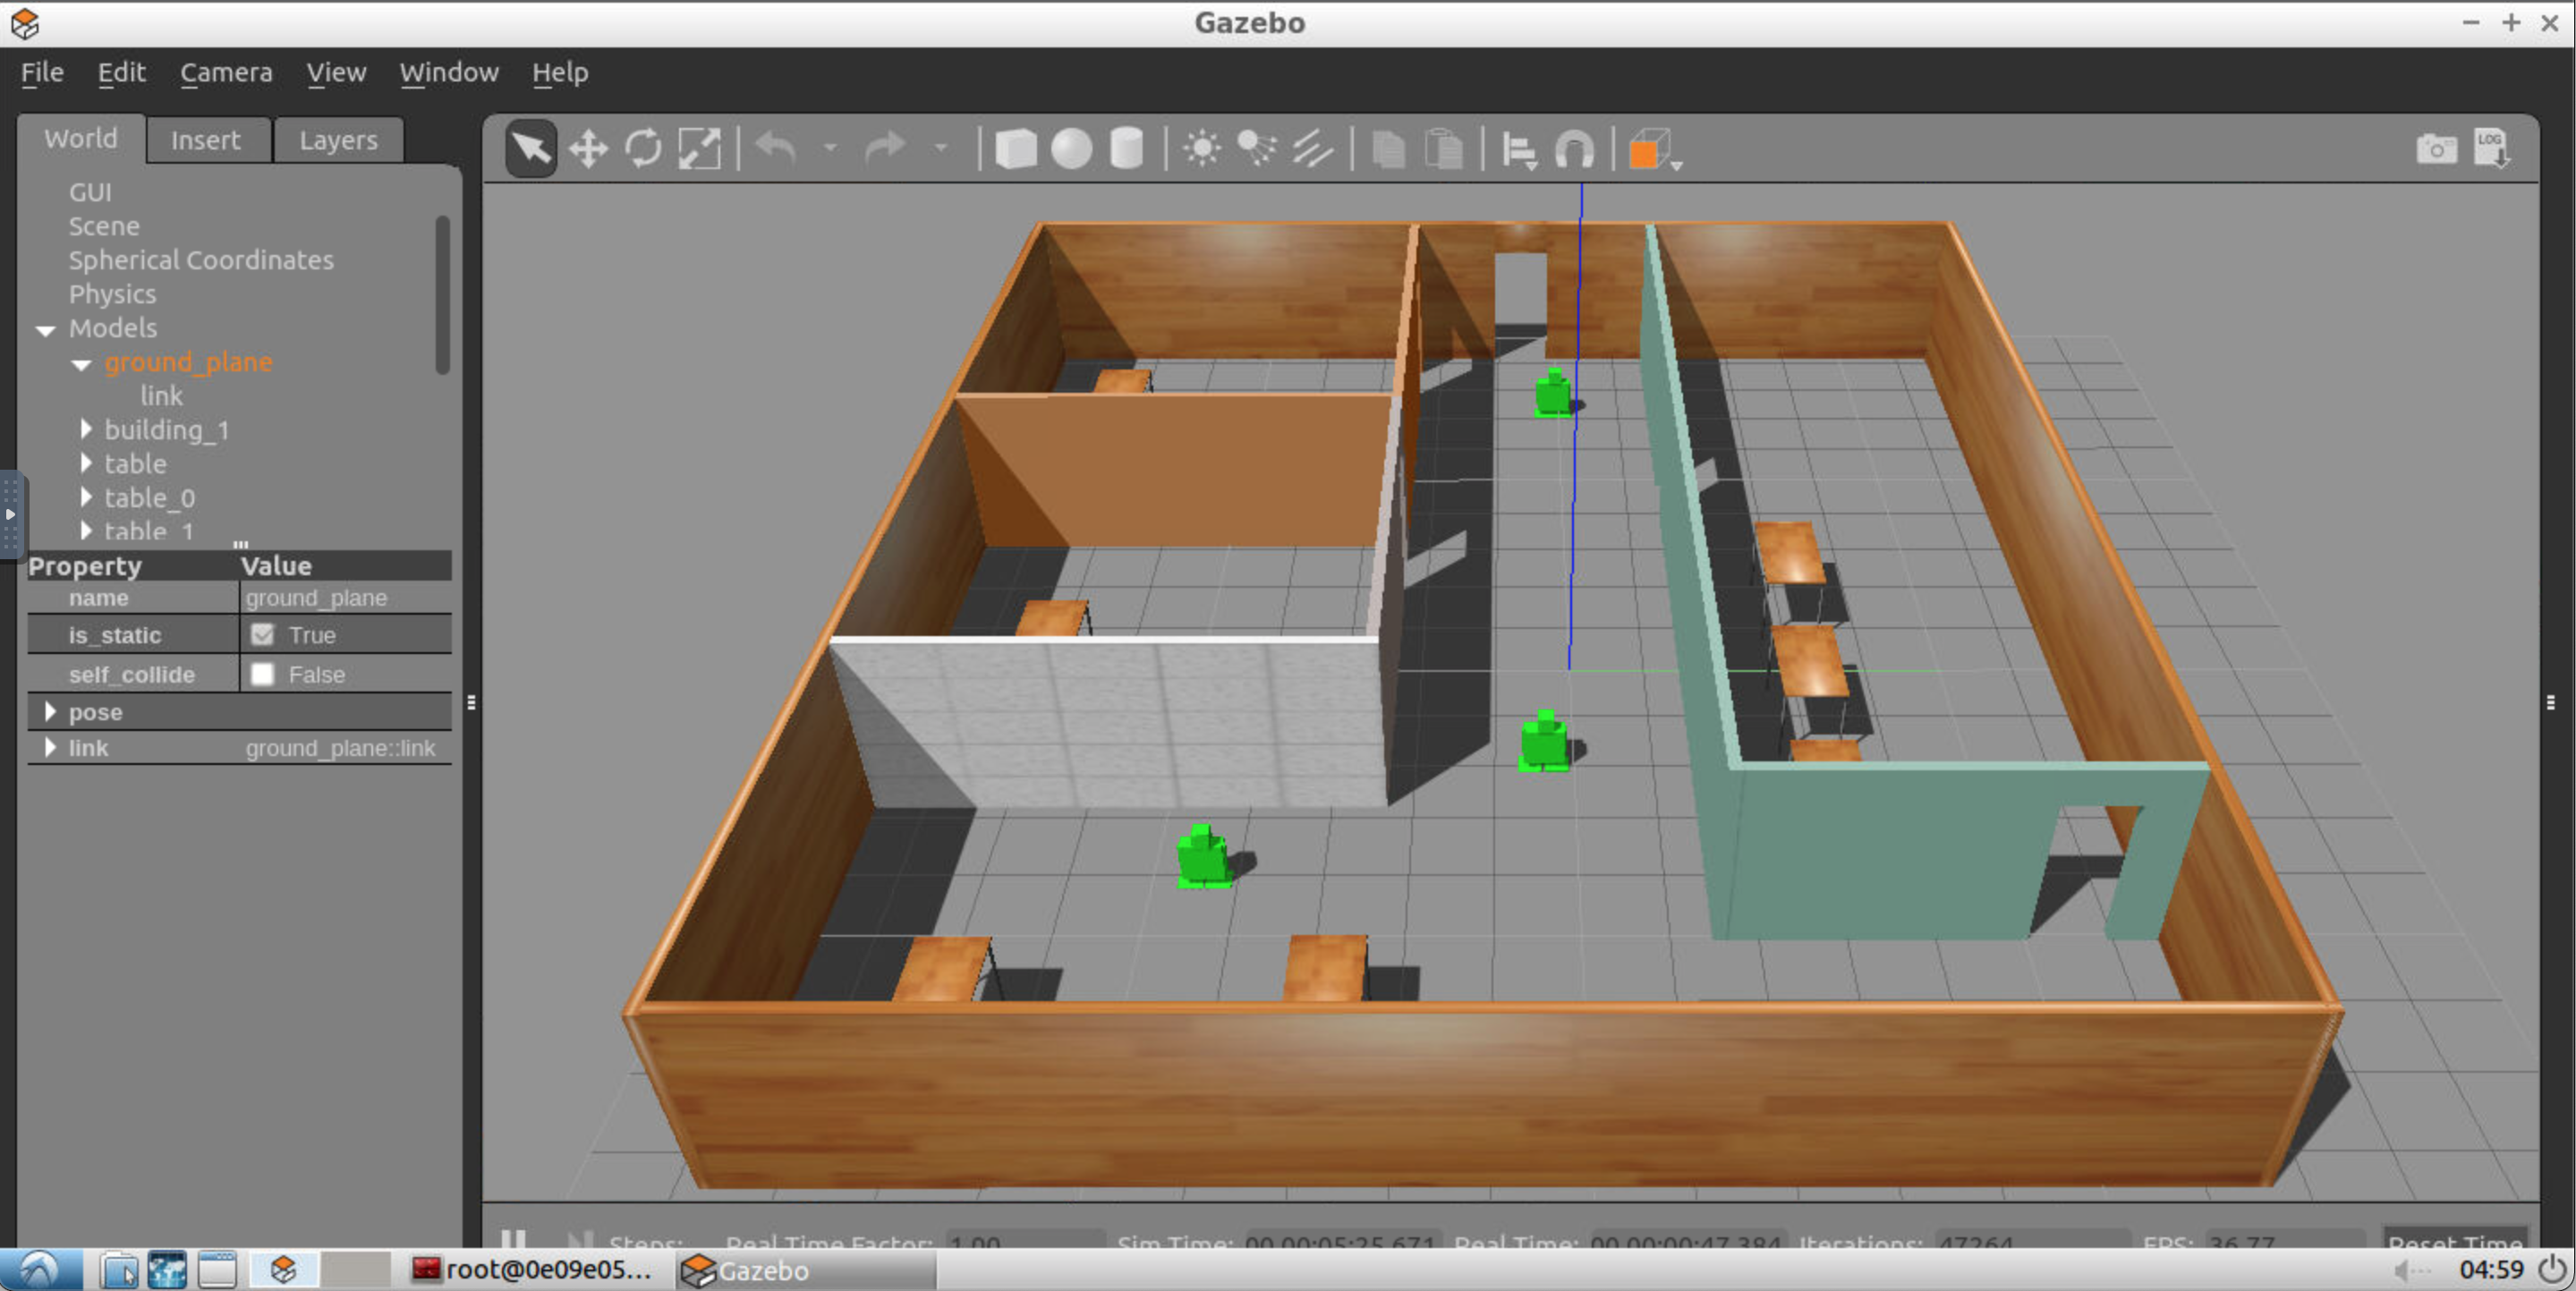 Gazebo
File Edit Camera View Window Help
World Insert Layers
LOG
GUI
Scene
Spherical Coordinates
Physics
Models
ground_plane
link
building_1
table
table_0
table_1
Property Value
name ground_plane
is_static True
self_collide False
pose
link ground_plane::link
Steps: Real Time Factor: 1.00 Sim Time: 00 00:05:25.671 Real Time: 00 00:00:47.384 Iterations: 47264 FPS: 36.77 Reset Time
root@0e09e05... Gazebo 04:59